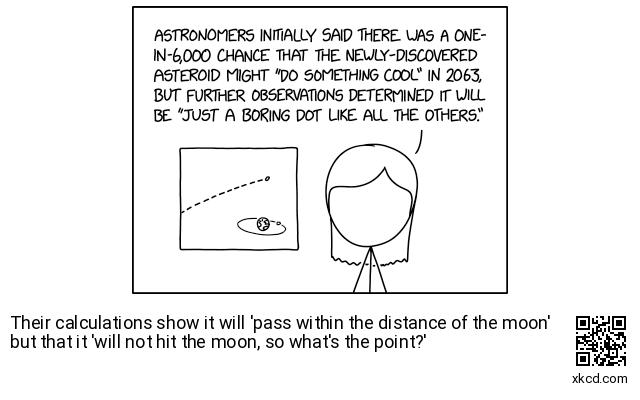 ASTRONOMERS INITIALLY SAID THERE WAS A ONE-
IN-6,000 CHANCE THAT THE NEWLY-DISCOVERED
ASTEROID MIGHT "DO SOMETHING COOL" IN 2063,
BUT FURTHER OBSERVATIONS DETERMINED IT WILL
BE "JUST A BORING DOT LIKE ALL THE OTHERS."
Their calculations show it will 'pass within the distance of the moon'
but that it 'will not hit the moon, so what's the point?'
xkcd.com